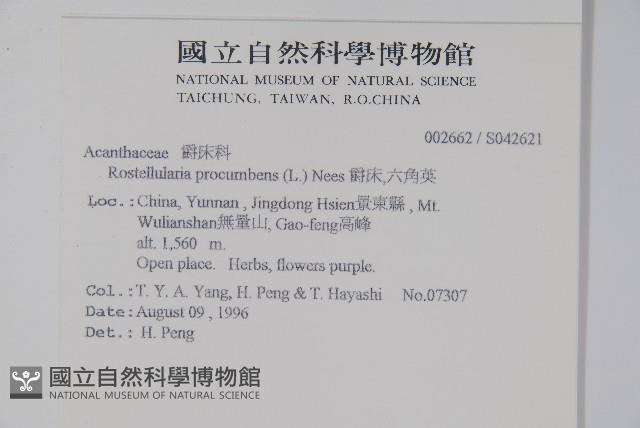 國立自然科學博物館
NATIONAL MUSEUM OF NATURAL SCIENCE
TAICHUNG, TAIWAN, R.O.CHINA
002662 / S042621
Acanthaceae 爵床科
Rostellularia procumbens (L.) Nees 爵床,六角英
Loc.:China, Yunnan , Jingdong Hsien景東縣 , Mt.
Wulianshan無量山, Gao-feng高峰
alt. 1,560 m.
Open place. Herbs, flowers purple.
Col.:T. Y. A. Yang, H. Peng & T. Hayashi No.07307
Date:August 09 , 1996
Det.: H. Peng
國立自然科學博物館
NATIONAL MUSEUM OF NATURAL SCIENCE